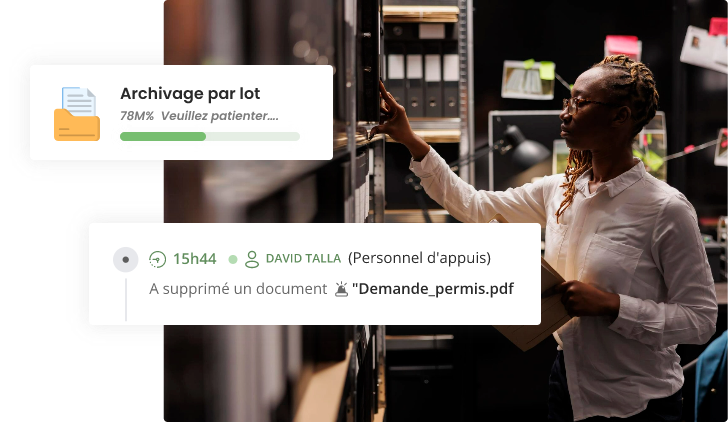 Archivage par lot
78M% Veuillez patienter....
15h44 DAVID TALLA (Personnel d'appuis)
A supprimé un document "Demande_permis.pdf